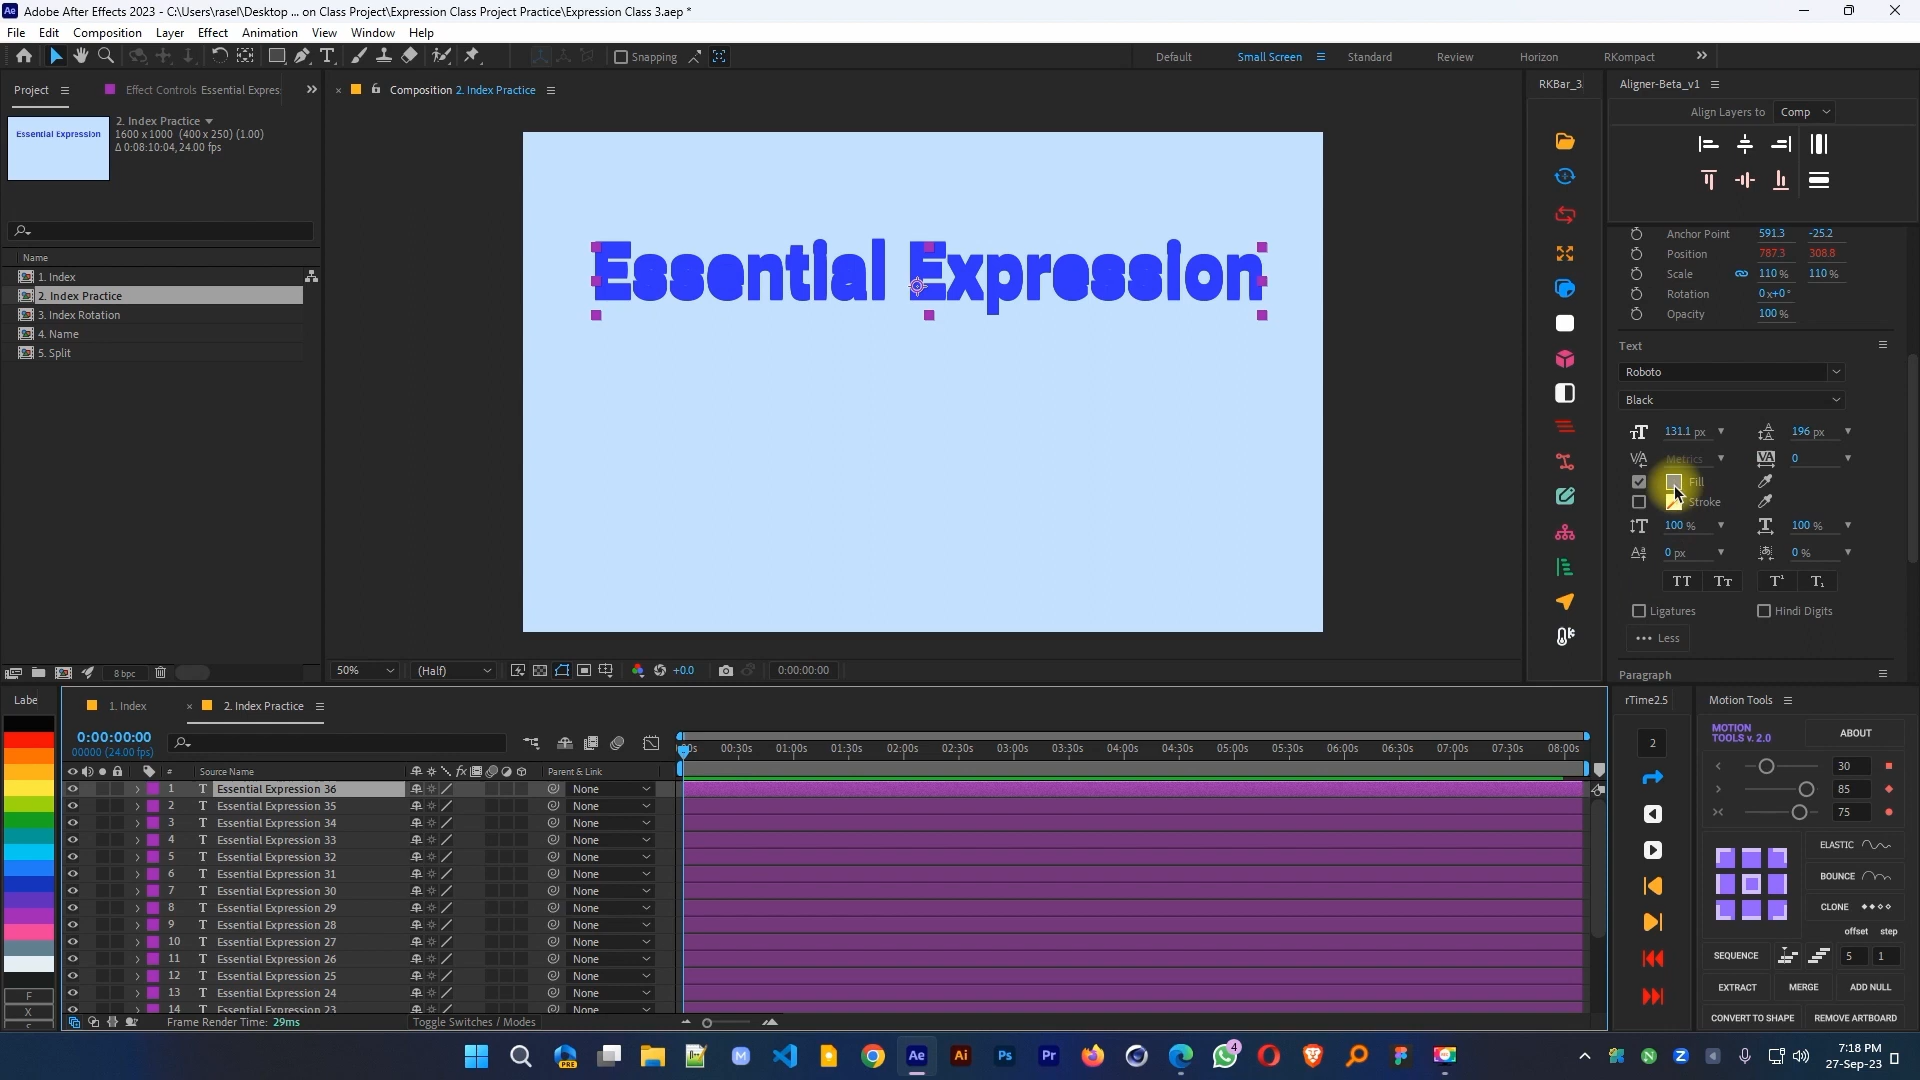 Adobe After Effects 2023 - C:\Users\rasel\Desktop ... on Class Project\Expression Class Project Practice\Expression Class 3.aep *
File Edit Composition Layer Effect Animation View Window Help
Snapping
Default Small Screen Standard Review Horizon RKompact
Project Effect Controls Essential Expres:
Composition 2. Index Practice
RKBar_3. Aligner-Beta_v1
Align Layers to Comp
2. Index Practice
1600 x 1000 (400 x 250) (1.00)
Δ 0:08:10:04, 24.00 fps
Essential Expression
Name
1. Index
2. Index Practice
3. Index Rotation
4. Name
5. Split
Essential Expression
Anchor Point 591.3 -25.2
Position 787.3 308.8
Scale 110 % 110 %
Rotation 0x+0°
Opacity 100 %
Text
Roboto
Black
131.1 px 196 px
Metrics 0
Fill
Stroke
100 % 100 %
0 px 0 %
Ligatures Hindi Digits
Less
Paragraph
8 bpc
50% (Half) +0.0 0:00:00:00
Labe
1. Index 2. Index Practice
0:00:00:00
00000 (24.00 fps)
00:30s 01:00s 01:30s 02:00s 02:30s 03:00s 03:30s 04:00s 04:30s 05:00s 05:30s 06:00s 06:30s 07:00s 07:30s 08:00s
# Source Name Parent & Link
1 Essential Expression 36 None
2 Essential Expression 35 None
3 Essential Expression 34 None
4 Essential Expression 33 None
5 Essential Expression 32 None
6 Essential Expression 31 None
7 Essential Expression 30 None
8 Essential Expression 29 None
9 Essential Expression 28 None
10 Essential Expression 27 None
11 Essential Expression 26 None
12 Essential Expression 25 None
13 Essential Expression 24 None
14 Essential Expression 23 None
F
X
Frame Render Time: 29ms
Toggle Switches / Modes
rTime2.5
2
Motion Tools
MOTION TOOLS v. 2.0
ABOUT
30
85
75
ELASTIC
BOUNCE
CLONE
offset step
SEQUENCE 5 1
EXTRACT MERGE ADD NULL
CONVERT TO SHAPE REMOVE ARTBOARD
4
7:18 PM
27-Sep-23